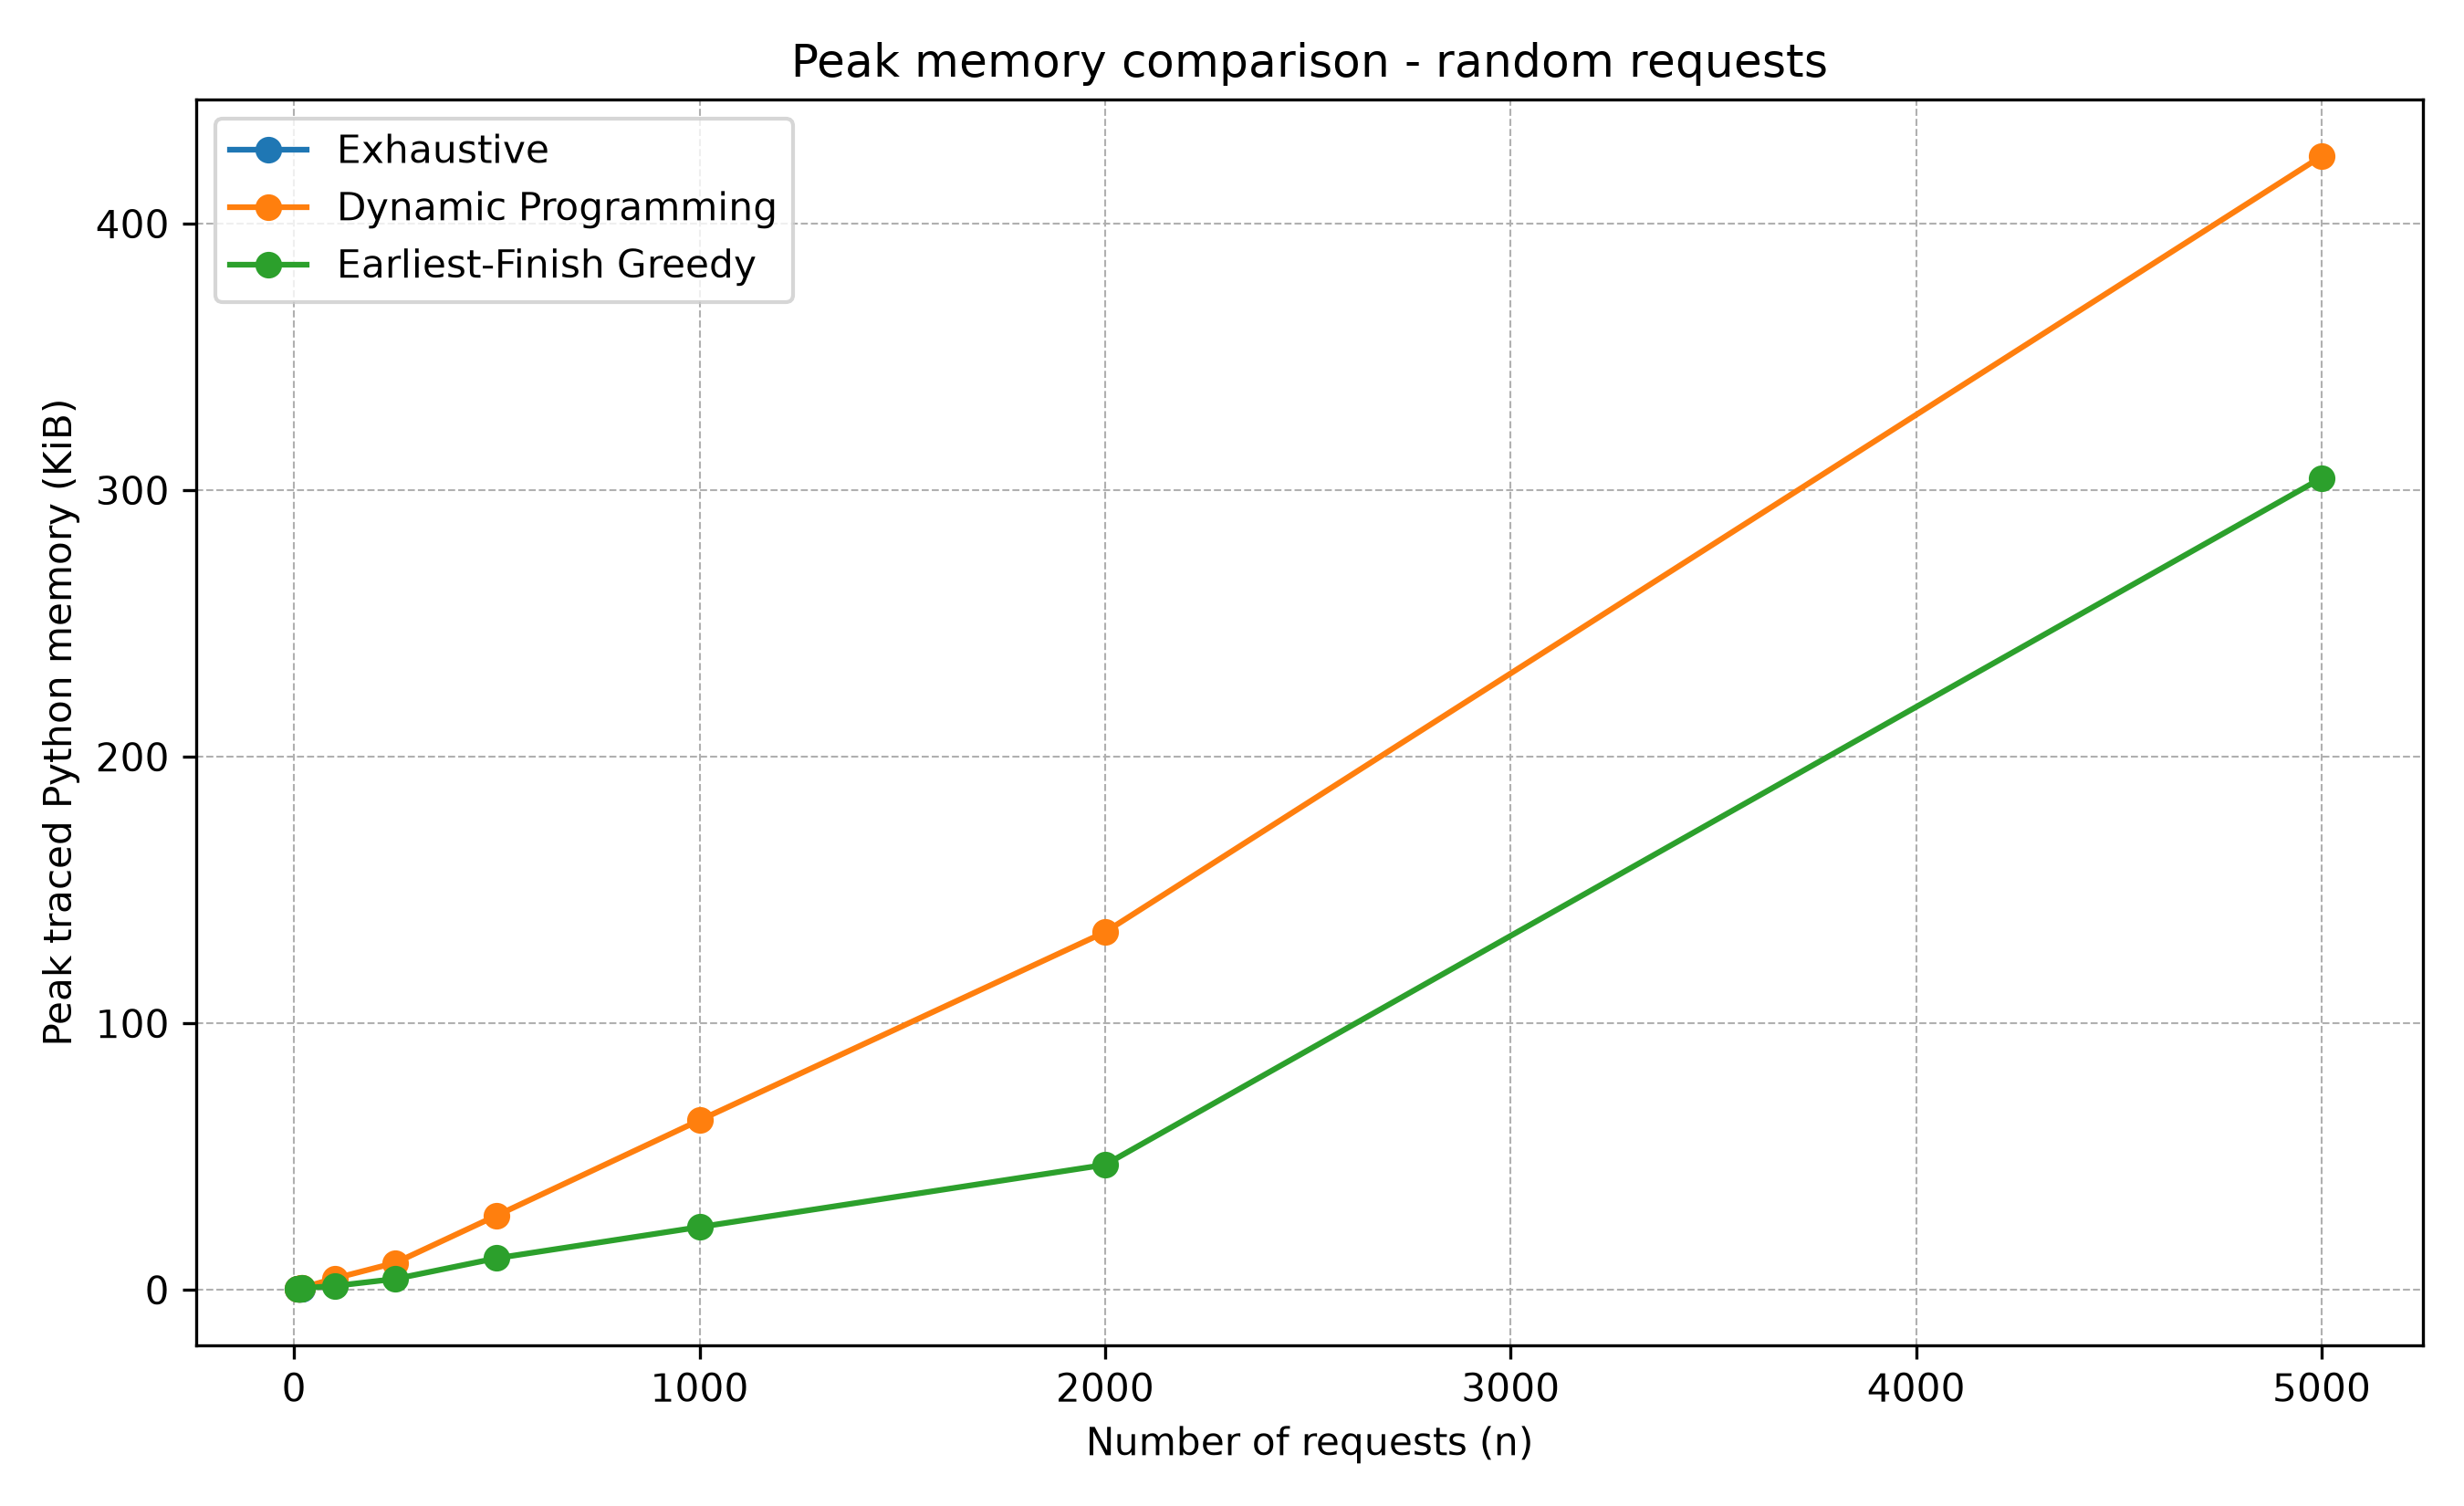 Peak memory comparison - random requests
Exhaustive
Dynamic Programming
Earliest-Finish Greedy
Peak traced Python memory (KiB)
400
300
200
100
0
0 1000 2000 3000 4000 5000
Number of requests (n)